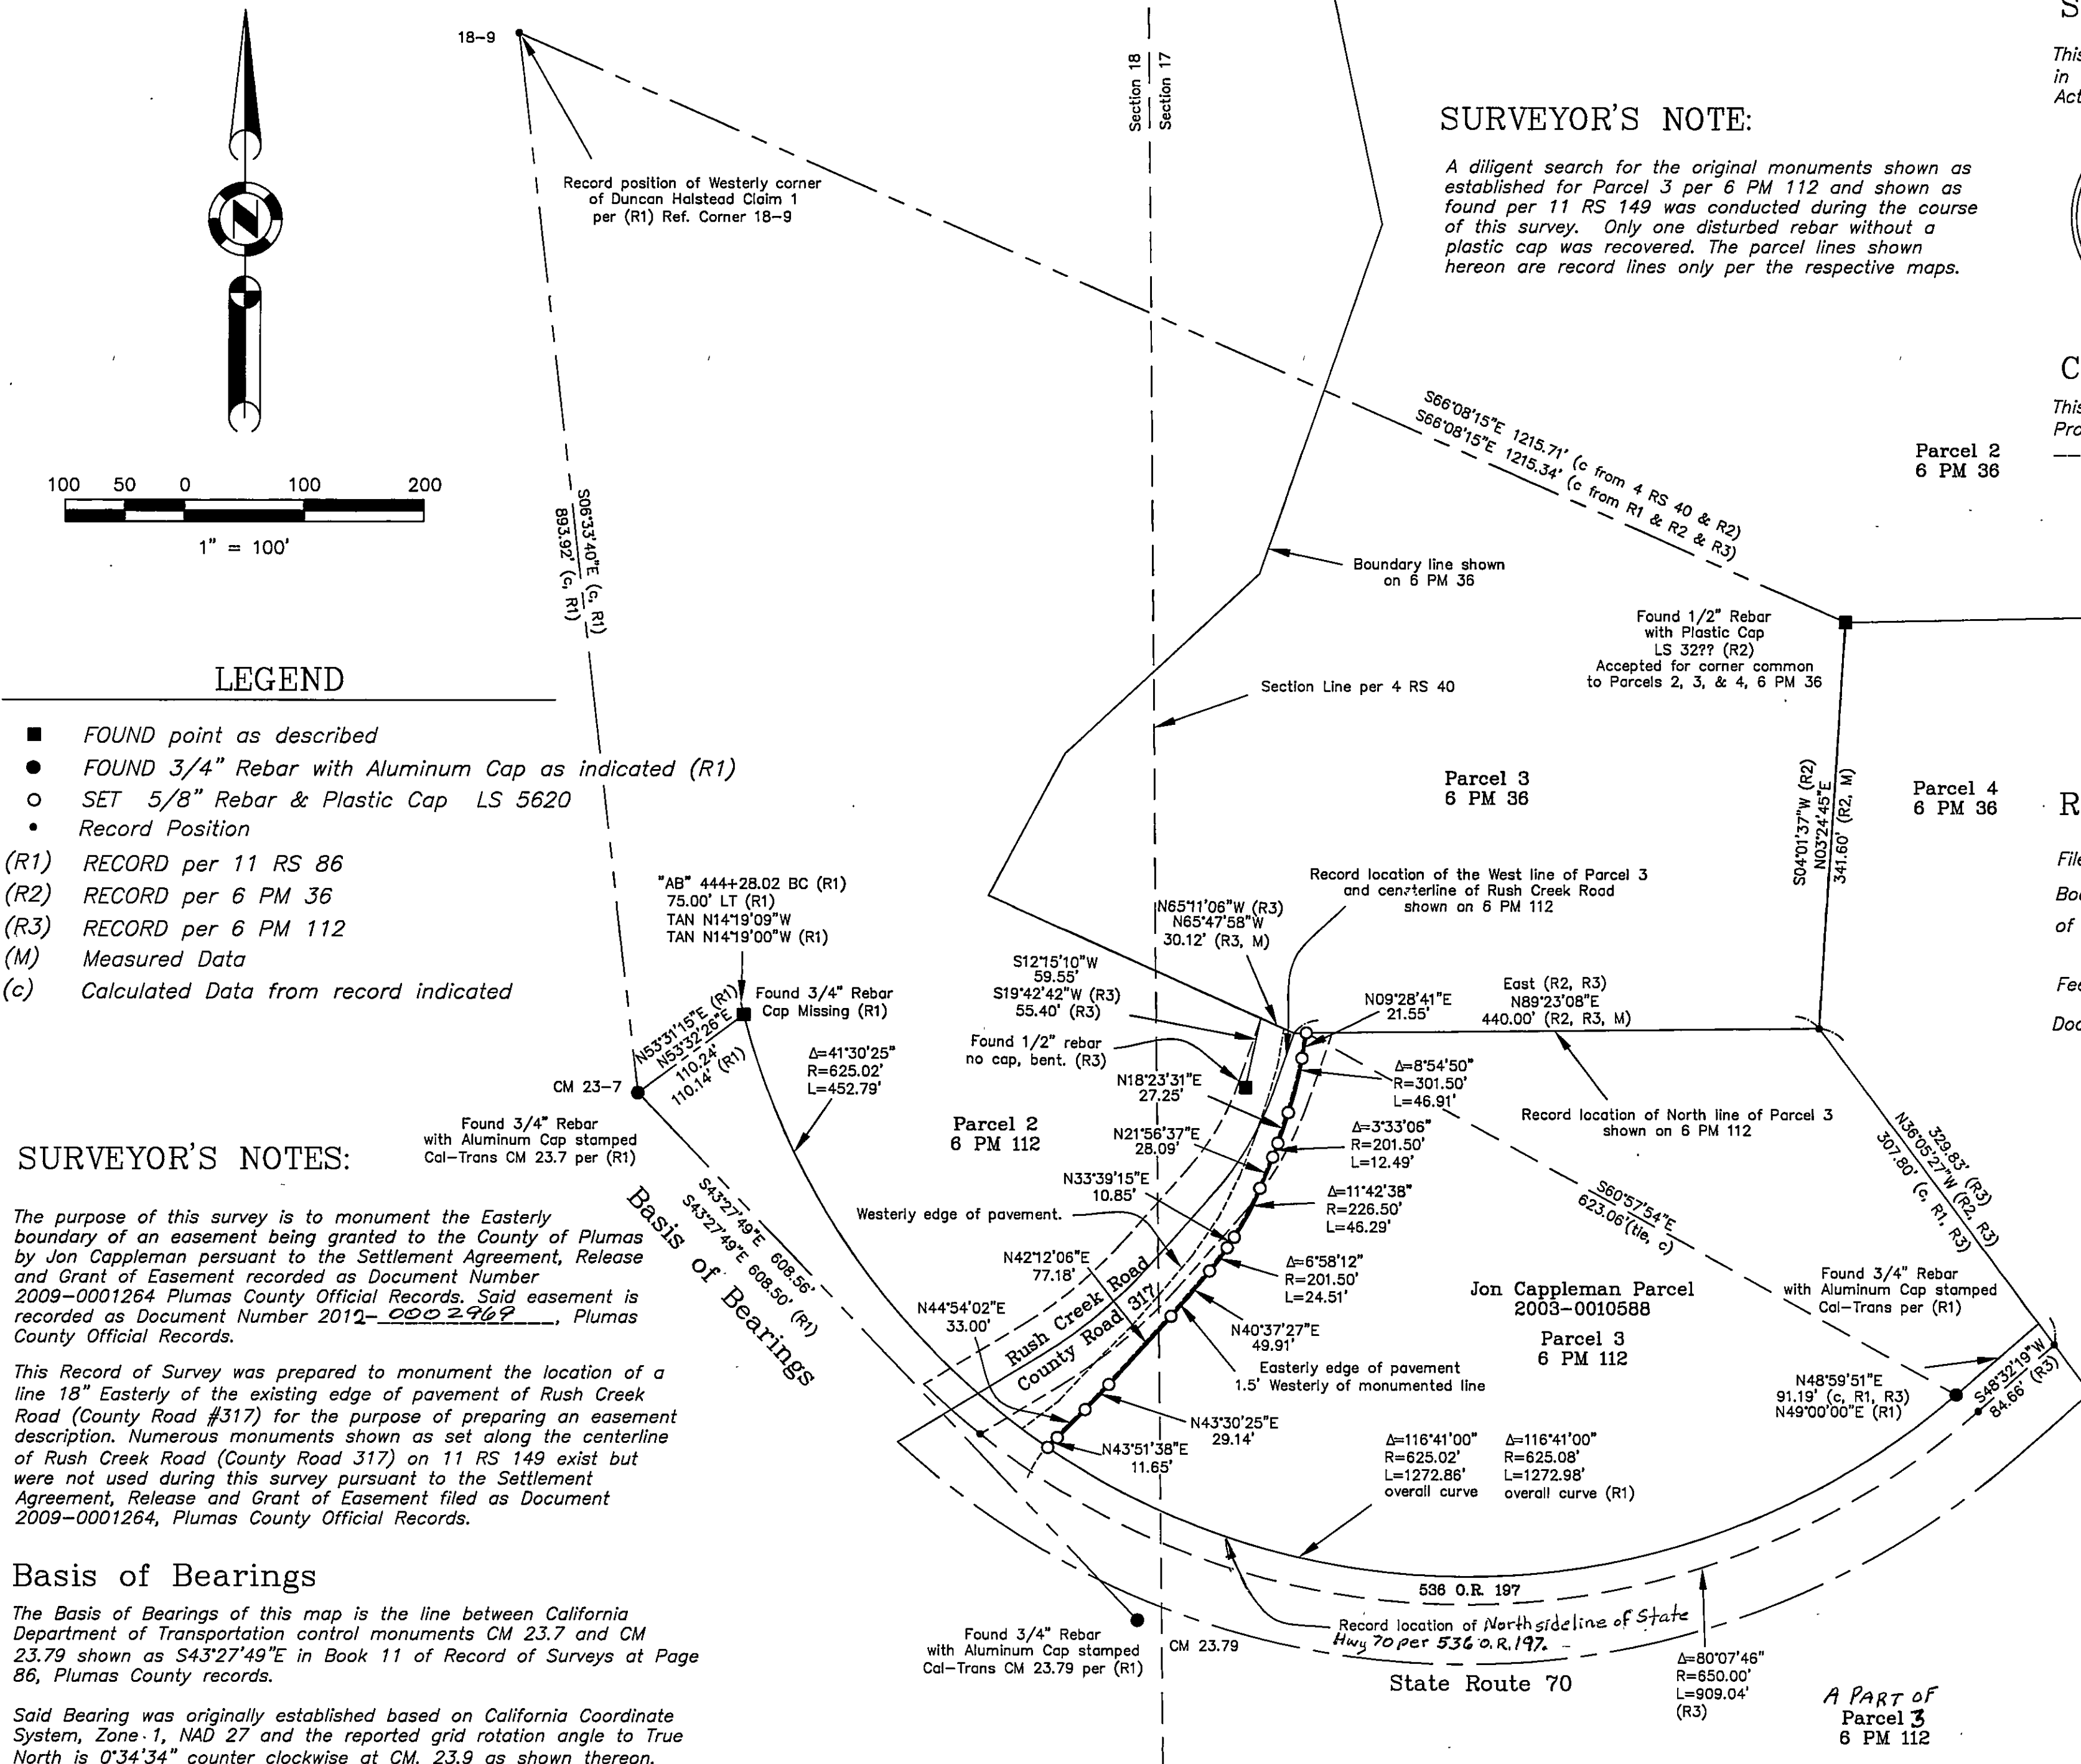 18-9
Record position of Westerly corner
of Duncan Halstead Claim 1
per (R1) Ref. Corner 18-9
N
100 50 0 100 200
1" = 100'
Section 18
Section 17
SURVEYOR'S NOTE:
A diligent search for the original monuments shown as
established for Parcel 3 per 6 PM 112 and shown as
found per 11 RS 149 was conducted during the course
of this survey. Only one disturbed rebar without a
plastic cap was recovered. The parcel lines shown
hereon are record lines only per the respective maps.
S
This
in
Act
C
This
Pro
S66°08'15"E 1215.71' (c from 4 RS 40 & R2)
S66°08'15"E 1215.34' (c from R1 & R2 & R3)
Parcel 2
6 PM 36
S06°33'40"E (c, R1)
893.92' (c, R1)
Boundary line shown
on 6 PM 36
Found 1/2" Rebar
with Plastic Cap
LS 32?? (R2)
Accepted for corner common
to Parcels 2, 3, & 4, 6 PM 36
Section Line per 4 RS 40
LEGEND
FOUND point as described
FOUND 3/4" Rebar with Aluminum Cap as indicated (R1)
SET 5/8" Rebar & Plastic Cap LS 5620
Record Position
(R1) RECORD per 11 RS 86
(R2) RECORD per 6 PM 36
(R3) RECORD per 6 PM 112
(M) Measured Data
(c) Calculated Data from record indicated
Parcel 3
6 PM 36
S04°01'37"W (R2)
N03°24'45"E
341.60' (R2, M)
Parcel 4
6 PM 36
R
File
Boo
of
Fee
Doc
"AB" 444+28.02 BC (R1)
75.00' LT (R1)
TAN N14°19'09"W
TAN N14°19'00"W (R1)
Found 3/4" Rebar
Cap Missing (R1)
N53°31'15"E (R1)
N53°32'26"E
110.24'
110.14' (R1)
CM 23-7
Found 3/4" Rebar
with Aluminum Cap stamped
Cal-Trans CM 23.7 per (R1)
Δ=41°30'25"
R=625.02'
L=452.79'
Record location of the West line of Parcel 3
and centerline of Rush Creek Road
shown on 6 PM 112
N65°11'06"W (R3)
N65°47'58"W
30.12' (R3, M)
S12°15'10"W
59.55'
S19°42'42"W (R3)
55.40' (R3)
Found 1/2" rebar
no cap, bent. (R3)
N09°28'41"E
21.55'
East (R2, R3)
N89°23'08"E
440.00' (R2, R3, M)
N18°23'31"E
27.25'
Δ=8°54'50"
R=301.50'
L=46.91'
Record location of North line of Parcel 3
shown on 6 PM 112
Parcel 2
6 PM 112
N21°56'37"E
28.09'
Δ=3°33'06"
R=201.50'
L=12.49'
N33°39'15"E
10.85'
Δ=11°42'38"
R=226.50'
L=46.29'
Westerly edge of pavement.
329.83' (R3)
N36°05'27"W (R2, R3)
307.80' (c, R1, R3)
S60°57'54"E
623.06'(tie, c)
N42°12'06"E
77.18'
Δ=6°58'12"
R=201.50'
L=24.51'
Rush Creek Road
County Road 317
N44°54'02"E
33.00'
N40°37'27"E
49.91'
Easterly edge of pavement
1.5' Westerly of monumented line
Jon Cappleman Parcel
2003-0010588
Parcel 3
6 PM 112
Found 3/4" Rebar
with Aluminum Cap stamped
Cal-Trans per (R1)
N48°59'51"E
91.19' (c, R1, R3)
N49°00'00"E (R1)
S48°32'19"W
84.66' (R3)
N43°30'25"E
29.14'
N43°51'38"E
11.65'
S43°27'49"E 608.56'
S43°27'49"E 608.50' (R1)
Basis of Bearings
Δ=116°41'00"
R=625.02'
L=1272.86'
overall curve
Δ=116°41'00"
R=625.08'
L=1272.98'
overall curve (R1)
536 O.R. 197
Record location of North sideline of State
Hwy 70 per 536 O.R. 197.
State Route 70
Found 3/4" Rebar
with Aluminum Cap stamped
Cal-Trans CM 23.79 per (R1)
CM 23.79
Δ=80°07'46"
R=650.00'
L=909.04'
(R3)
A PART OF
Parcel 3
6 PM 112
SURVEYOR'S NOTES:
The purpose of this survey is to monument the Easterly
boundary of an easement being granted to the County of Plumas
by Jon Cappleman persuant to the Settlement Agreement, Release
and Grant of Easement recorded as Document Number
2009-0001264 Plumas County Official Records. Said easement is
recorded as Document Number 2012-0002969, Plumas
County Official Records.
This Record of Survey was prepared to monument the location of a
line 18" Easterly of the existing edge of pavement of Rush Creek
Road (County Road #317) for the purpose of preparing an easement
description. Numerous monuments shown as set along the centerline
of Rush Creek Road (County Road 317) on 11 RS 149 exist but
were not used during this survey pursuant to the Settlement
Agreement, Release and Grant of Easement filed as Document
2009-0001264, Plumas County Official Records.
Basis of Bearings
The Basis of Bearings of this map is the line between California
Department of Transportation control monuments CM 23.7 and CM
23.79 shown as S43°27'49"E in Book 11 of Record of Surveys at Page
86, Plumas County records.
Said Bearing was originally established based on California Coordinate
System, Zone 1, NAD 27 and the reported grid rotation angle to True
North is 0°34'34" counter clockwise at CM. 23.9 as shown thereon.